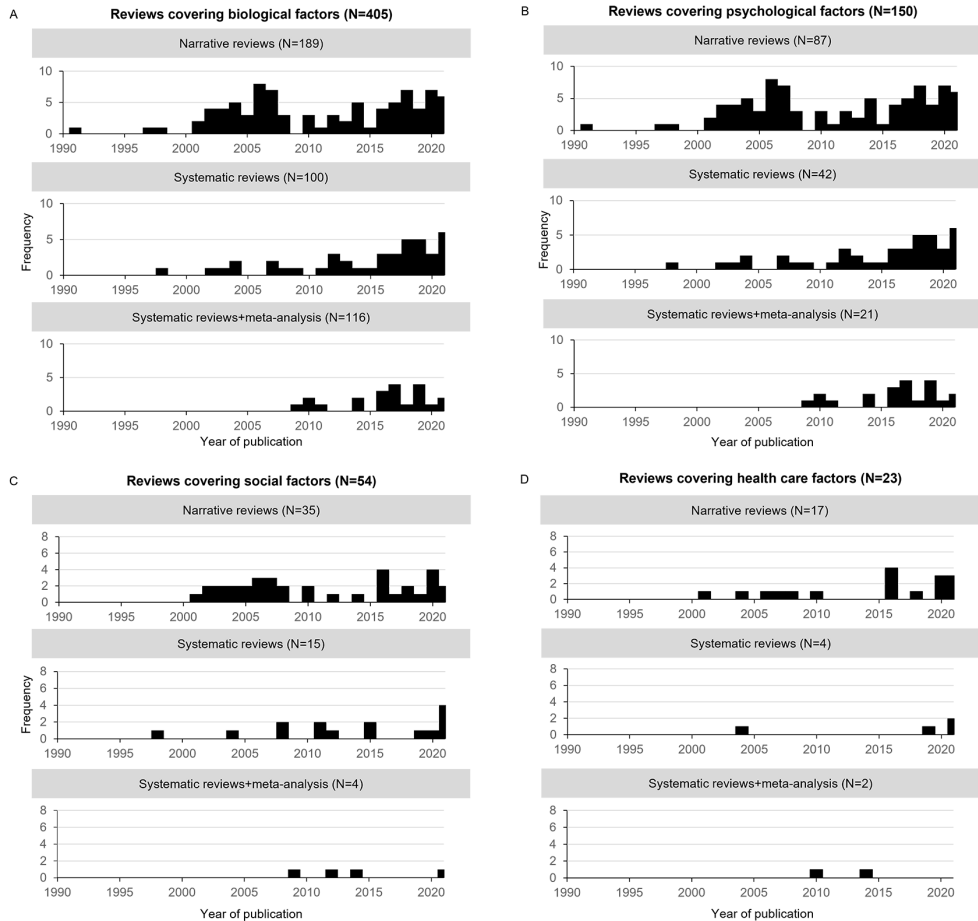 A
Reviews covering biological factors (N=405)
Narrative reviews (N=189)
10
5
0
1990 1995 2000 2005 2010 2015 2020
Systematic reviews (N=100)
10
5
0
Frequency
1990 1995 2000 2005 2010 2015 2020
Systematic reviews+meta-analysis (N=116)
10
5
0
1990 1995 2000 2005 2010 2015 2020
Year of publication
B
Reviews covering psychological factors (N=150)
Narrative reviews (N=87)
10
5
0
1990 1995 2000 2005 2010 2015 2020
Systematic reviews (N=42)
10
5
0
Frequency
1990 1995 2000 2005 2010 2015 2020
Systematic reviews+meta-analysis (N=21)
10
5
0
1990 1995 2000 2005 2010 2015 2020
Year of publication
C
Reviews covering social factors (N=54)
Narrative reviews (N=35)
8
6
4
2
0
1990 1995 2000 2005 2010 2015 2020
Systematic reviews (N=15)
8
6
4
2
0
Frequency
1990 1995 2000 2005 2010 2015 2020
Systematic reviews+meta-analysis (N=4)
8
6
4
2
0
1990 1995 2000 2005 2010 2015 2020
Year of publication
D
Reviews covering health care factors (N=23)
Narrative reviews (N=17)
8
6
4
2
0
1990 1995 2000 2005 2010 2015 2020
Systematic reviews (N=4)
8
6
4
2
0
1990 1995 2000 2005 2010 2015 2020
Systematic reviews+meta-analysis (N=2)
8
6
4
2
0
1990 1995 2000 2005 2010 2015 2020
Year of publication